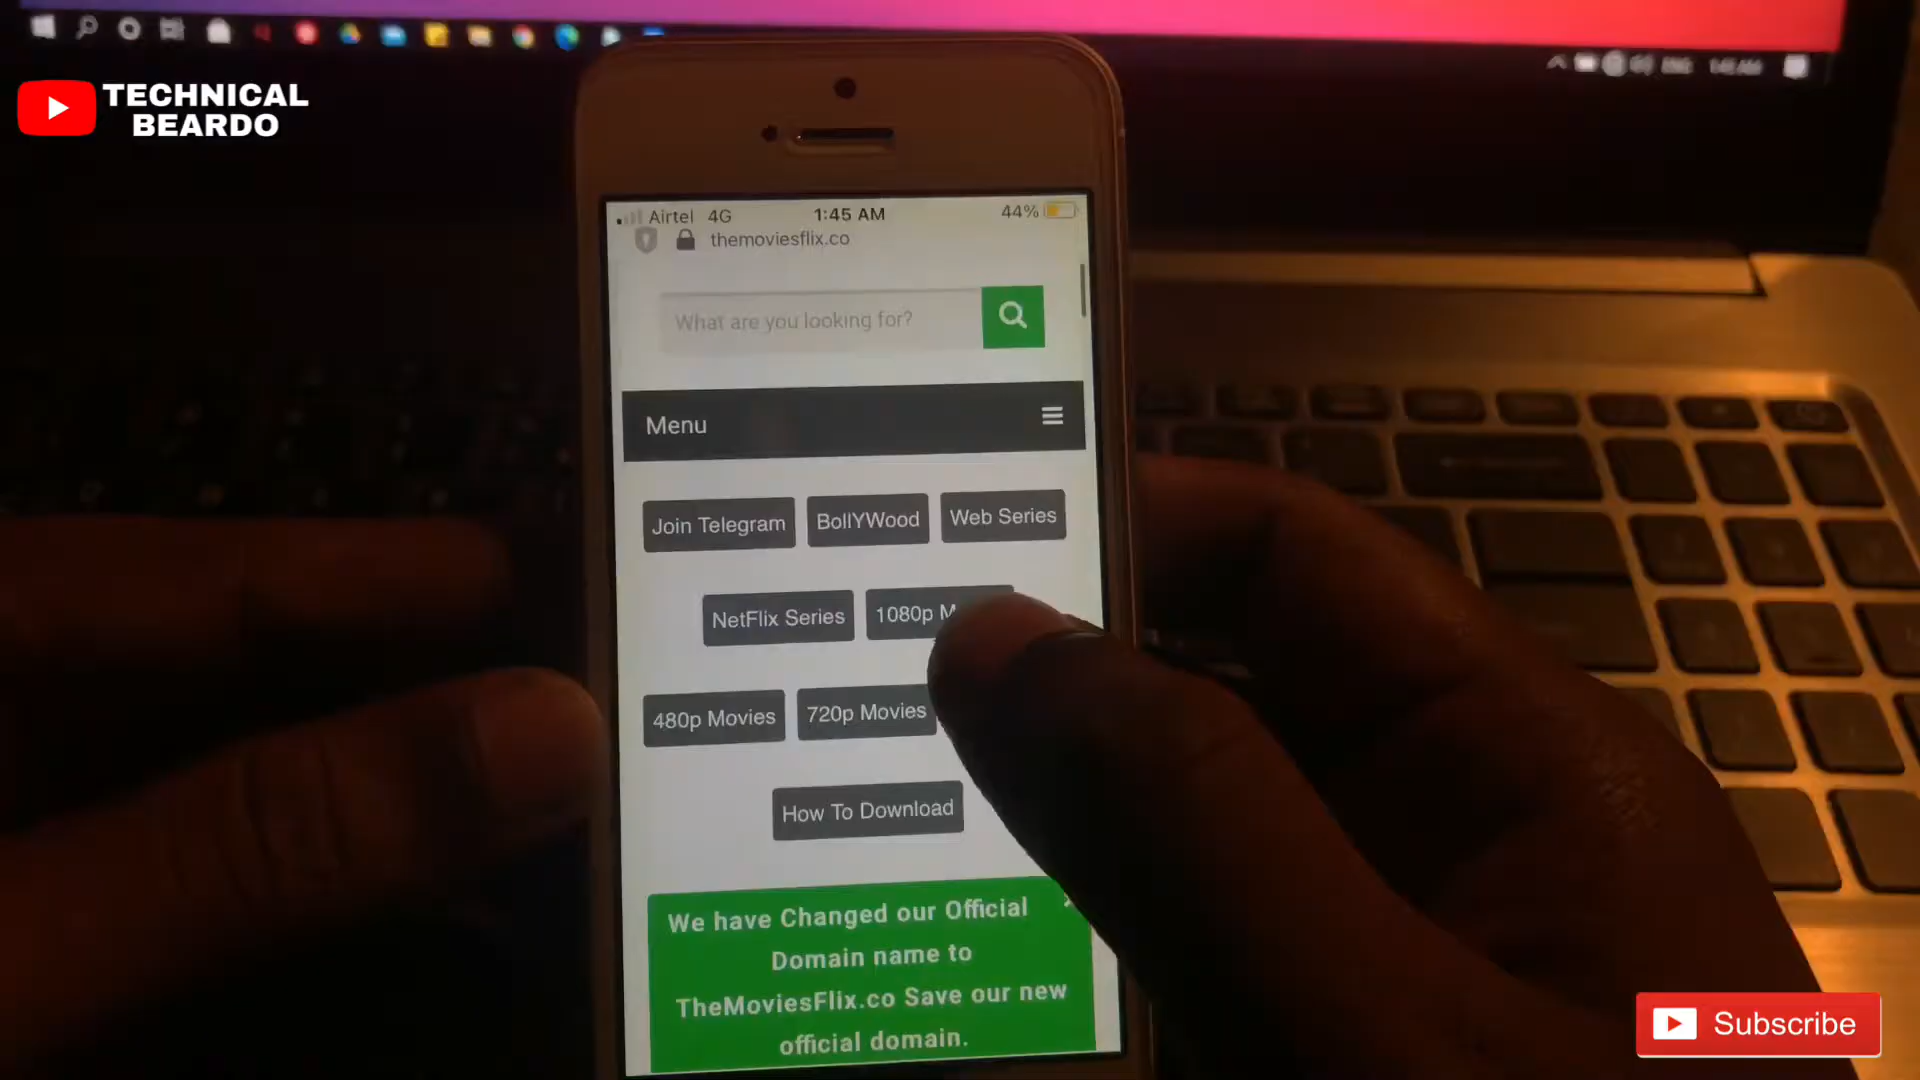 TECHNICAL
BEARDO
Airtel 4G 1:45 AM 44%
themoviesflix.co
What are you looking for?
Menu
Join Telegram BollYWood Web Series
NetFlix Series 1080p M
480p Movies 720p Movies
How To Download
We have Changed our Official
Domain name to
TheMoviesFlix.co Save our new
official domain.
Subscribe